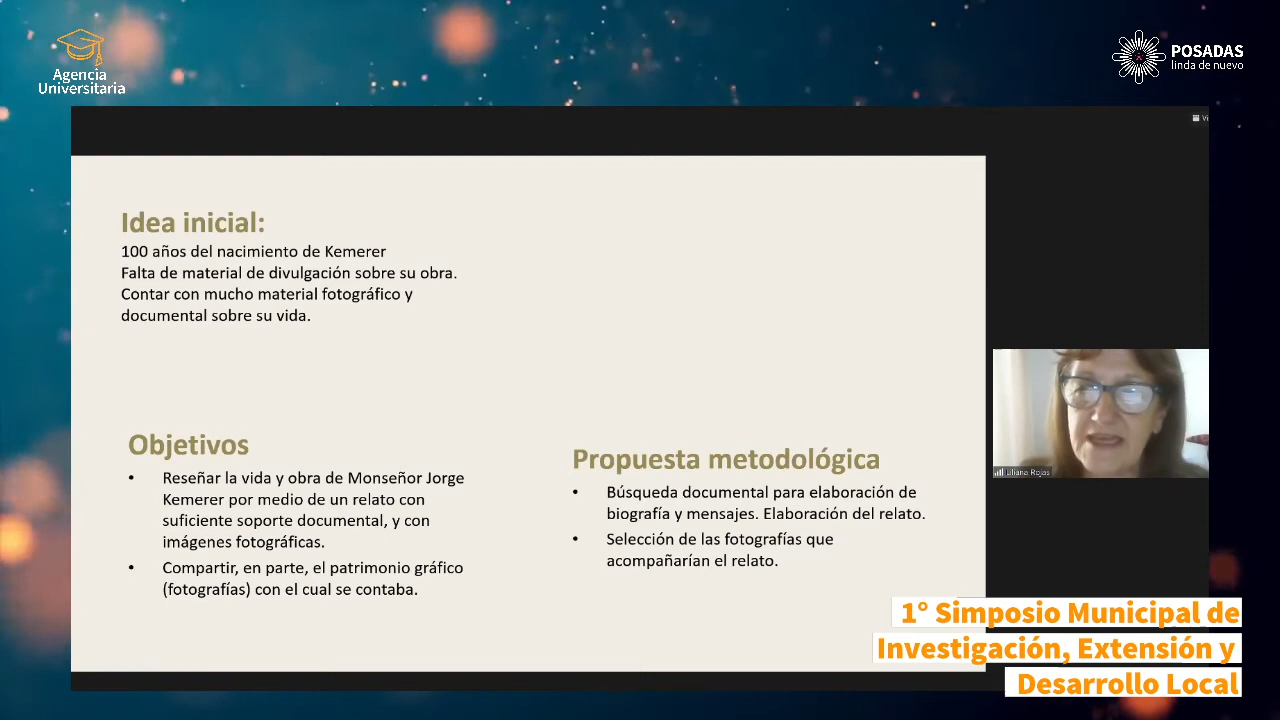 Agencia
Universitaria
POSADAS
linda de nuevo
Vi
Idea inicial:
100 años del nacimiento de Kemerer
Falta de material de divulgación sobre su obra.
Contar con mucho material fotográfico y
documental sobre su vida.
Objetivos
• Reseñar la vida y obra de Monseñor Jorge
Kemerer por medio de un relato con
suficiente soporte documental, y con
imágenes fotográficas.
• Compartir, en parte, el patrimonio gráfico
(fotografías) con el cual se contaba.
Propuesta metodológica
• Búsqueda documental para elaboración de
biografía y mensajes. Elaboración del relato.
• Selección de las fotografías que
acompañarían el relato.
Liliana Rojas
1° Simposio Municipal de
Investigación, Extensión y
Desarrollo Local